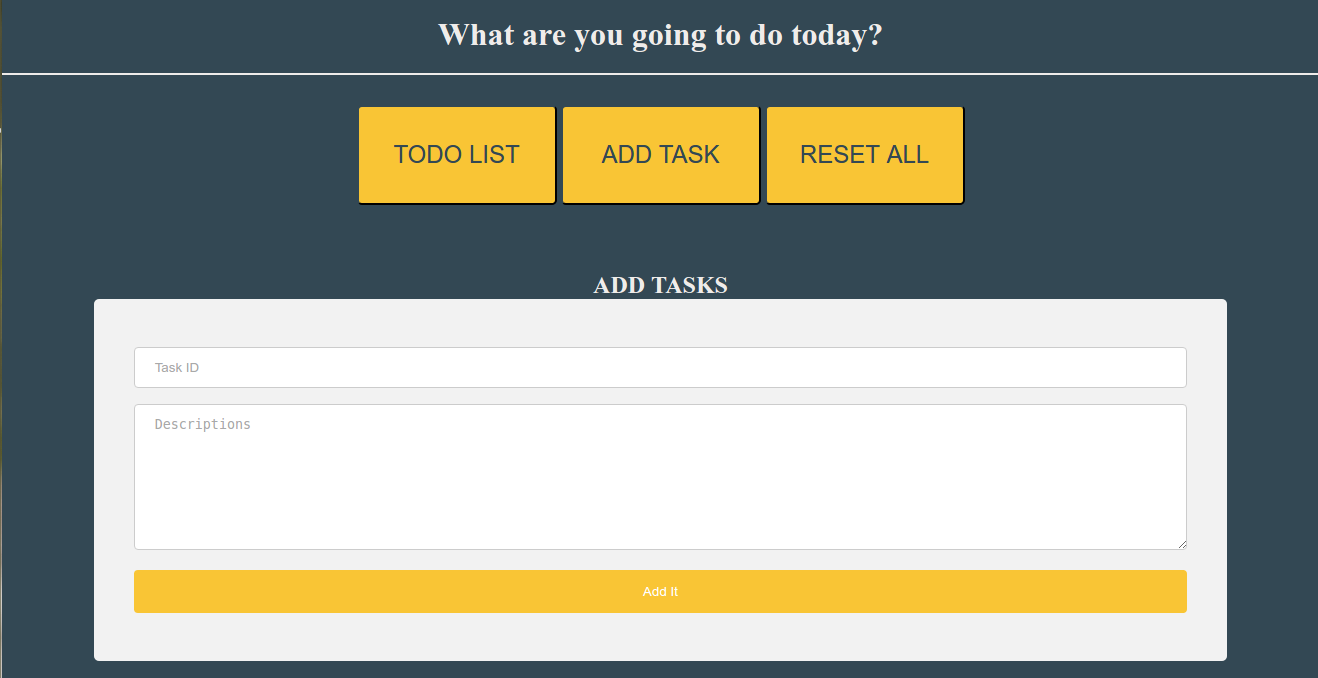 What are you going to do today?
TODO LIST ADD TASK RESET ALL
ADD TASKS
Task ID
Descriptions
Add It